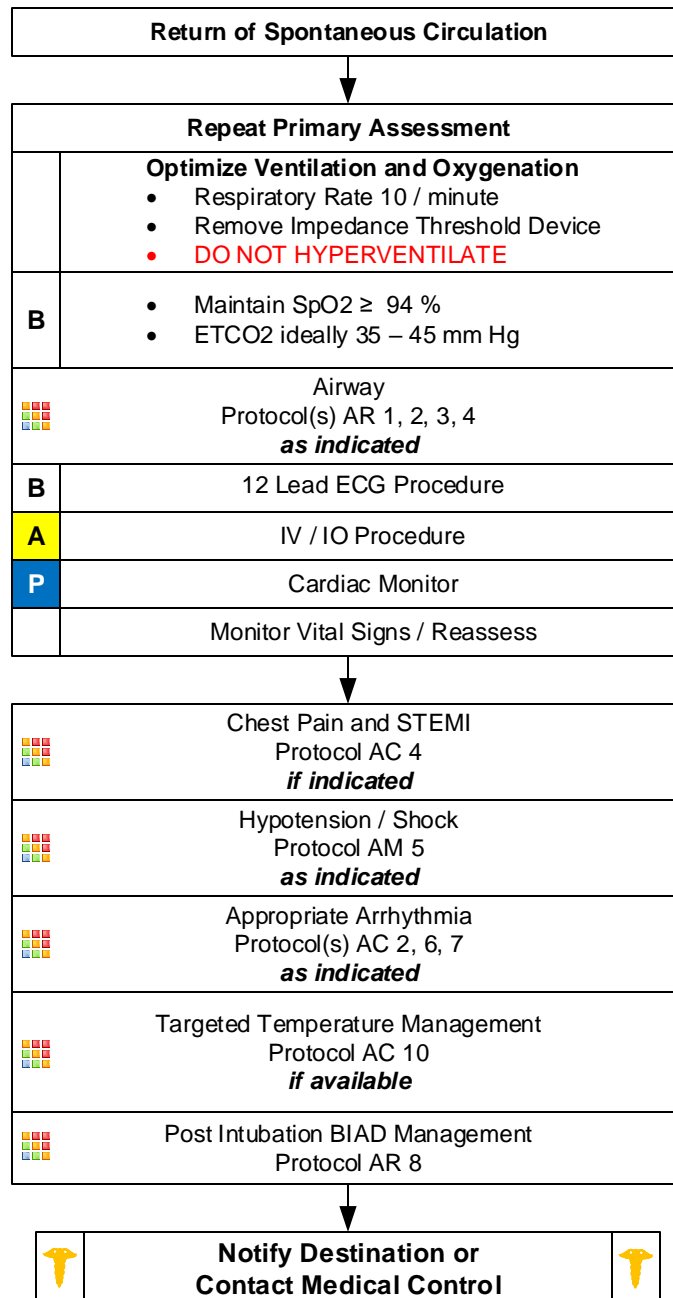 Return of Spontaneous Circulation
Repeat Primary Assessment
Optimize Ventilation and Oxygenation
• Respiratory Rate 10 / minute
• Remove Impedance Threshold Device
• DO NOT HYPERVENTILATE
B
• Maintain SpO2 ≥ 94 %
• ETCO2 ideally 35 – 45 mm Hg
Airway
Protocol(s) AR 1, 2, 3, 4
as indicated
B 12 Lead ECG Procedure
A IV / IO Procedure
P Cardiac Monitor
Monitor Vital Signs / Reassess
Chest Pain and STEMI
Protocol AC 4
if indicated
Hypotension / Shock
Protocol AM 5
as indicated
Appropriate Arrhythmia
Protocol(s) AC 2, 6, 7
as indicated
Targeted Temperature Management
Protocol AC 10
if available
Post Intubation BIAD Management
Protocol AR 8
Notify Destination or
Contact Medical Control